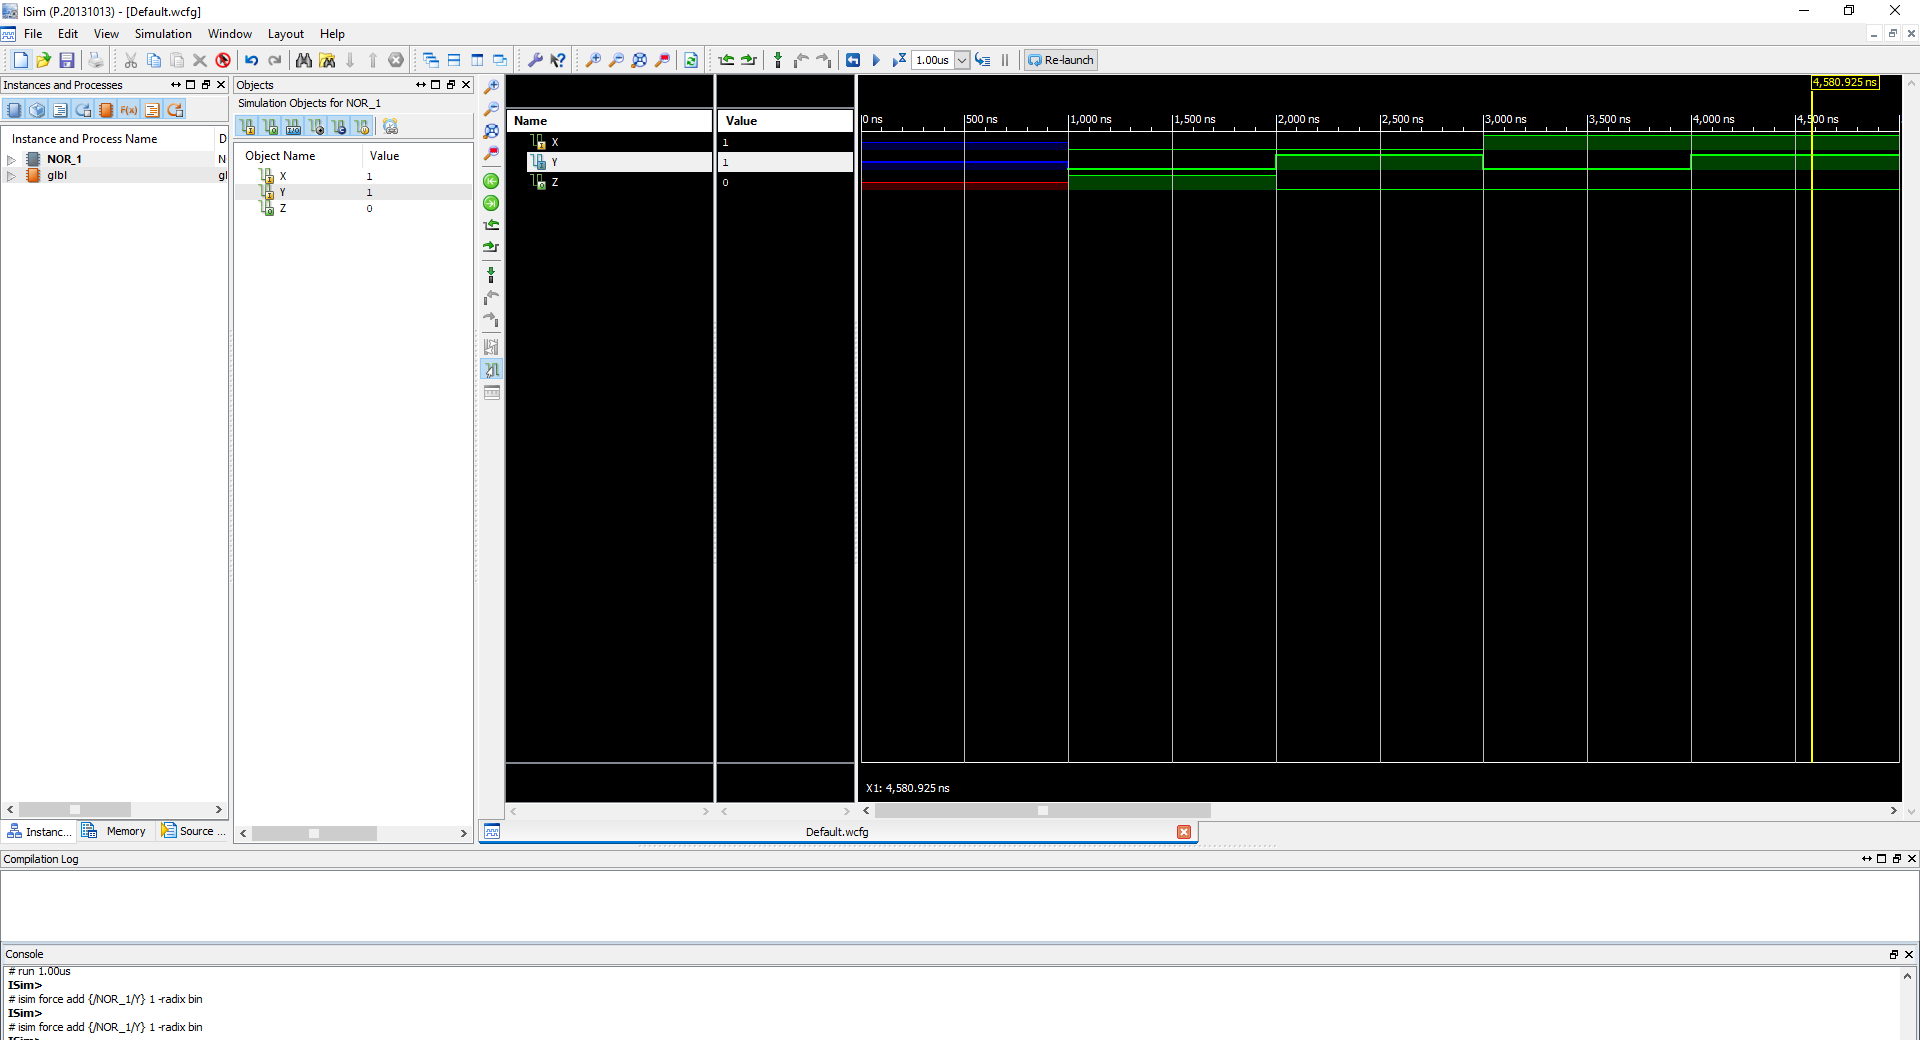 ISim (P.20131013) - [Default.wcfg]
File Edit View Simulation Window Layout Help
1.00us Re-launch
Instances and Processes
F(x)
Instance and Process Name D
NOR_1 N
glbl gl
Instanc... Memory Source ...
Objects
Simulation Objects for NOR_1
Object Name Value
X 1
Y 1
Z 0
Name Value
X 1
Y 1
Z 0
4,580.925 ns
0 ns 500 ns 1,000 ns 1,500 ns 2,000 ns 2,500 ns 3,000 ns 3,500 ns 4,000 ns 4,500 ns
X1: 4,580.925 ns
Default.wcfg
Compilation Log
Console
# run 1.00us
ISim>
# isim force add {/NOR_1/Y} 1 -radix bin
ISim>
# isim force add {/NOR_1/Y} 1 -radix bin
ISim>